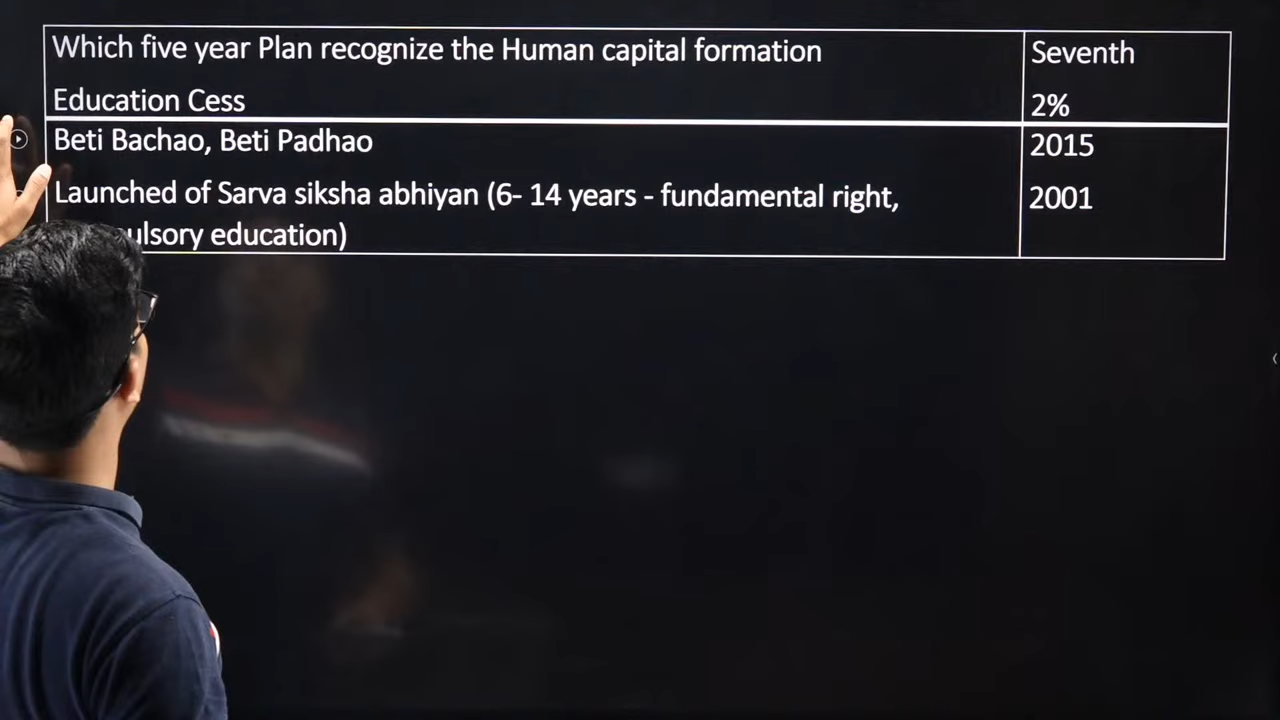 Which five year Plan recognize the Human capital formation Seventh
Education Cess 2%
Beti Bachao, Beti Padhao 2015
Launched of Sarva siksha abhiyan (6- 14 years - fundamental right, 2001
education)